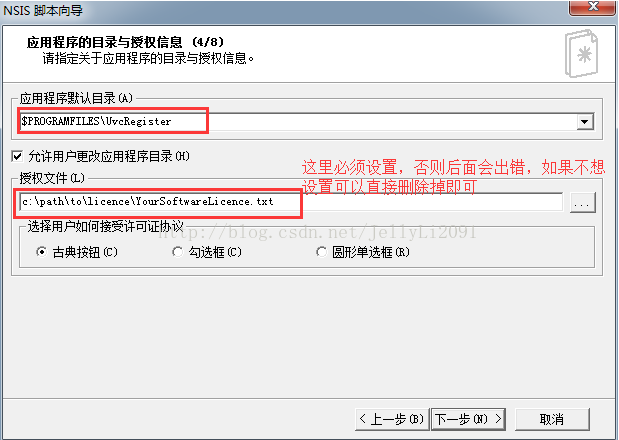 NSIS 脚本向导
应用程序的目录与授权信息 (4/8)
请指定关于应用程序的目录与授权信息。
应用程序默认目录(A)
$PROGRAMFILES\UvcRegister
允许用户更改应用程序目录(H)
这里必须设置，否则后面会出错，如果不想
设置可以直接删除掉即可
授权文件(L)
c:\path\to\licence\YourSoftwareLicence.txt
...
选择用户如何接受许可证协议
http://blog.csdn.net/JellyLi2091
古典按钮(C) 勾选框(C) 圆形单选框(R)
< 上一步(B) 下一步(N) > 取消